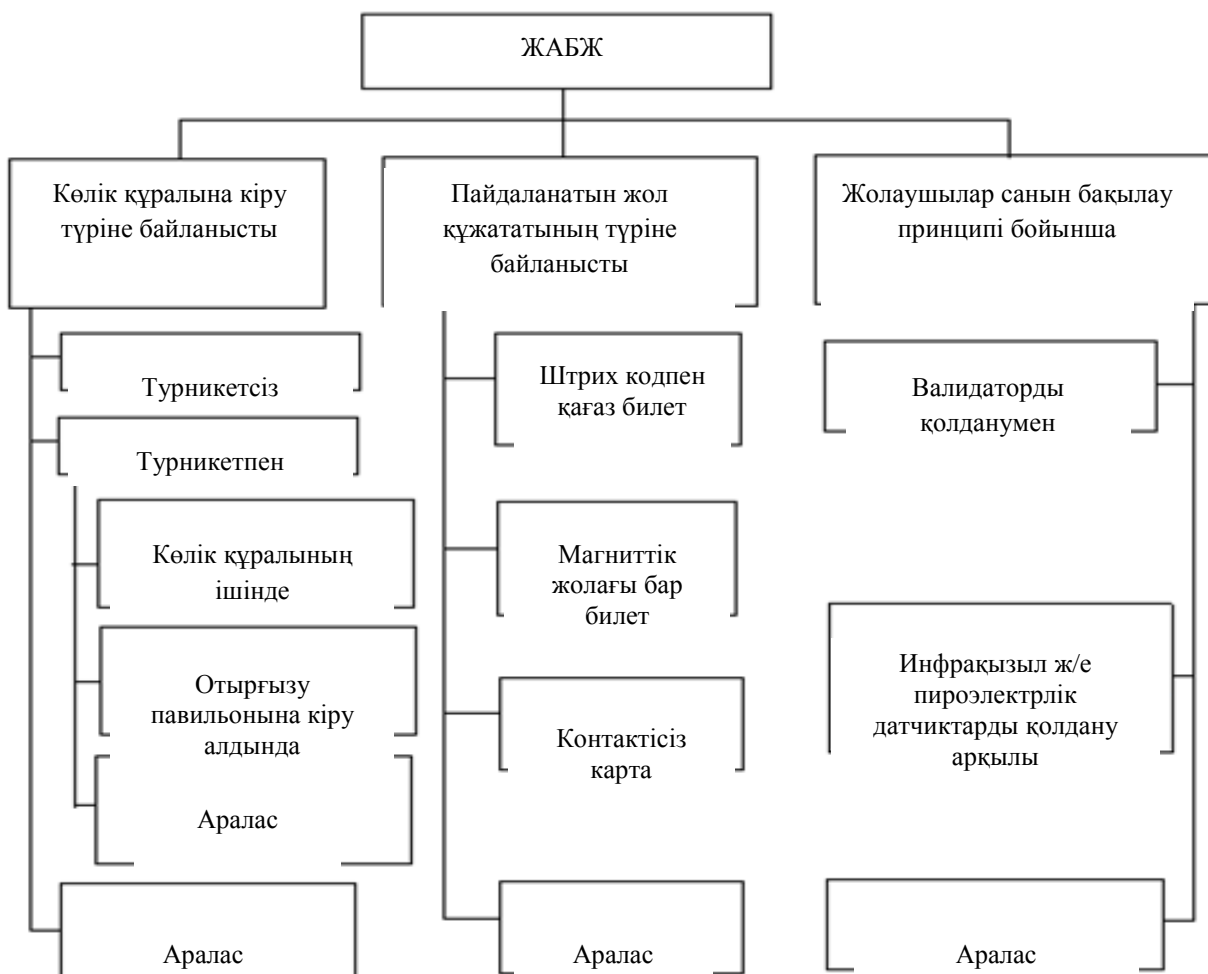 ЖАБЖ
Көлік құралына кіру
түріне байланысты
Пайдаланатын жол
құжататының түріне
байланысты
Жолаушылар санын бақылау
принципі бойынша
Турникетсіз
Турникетпен
Көлік құралының
ішінде
Отырғызу
павильонына кіру
алдында
Аралас
Аралас
Штрих кодпен
қағаз билет
Магниттік
жолағы бар
билет
Контактісіз
карта
Аралас
Валидаторды
қолданумен
Инфрақызыл ж/е
пироэлектрлік
датчиктарды қолдану
арқылы
Аралас